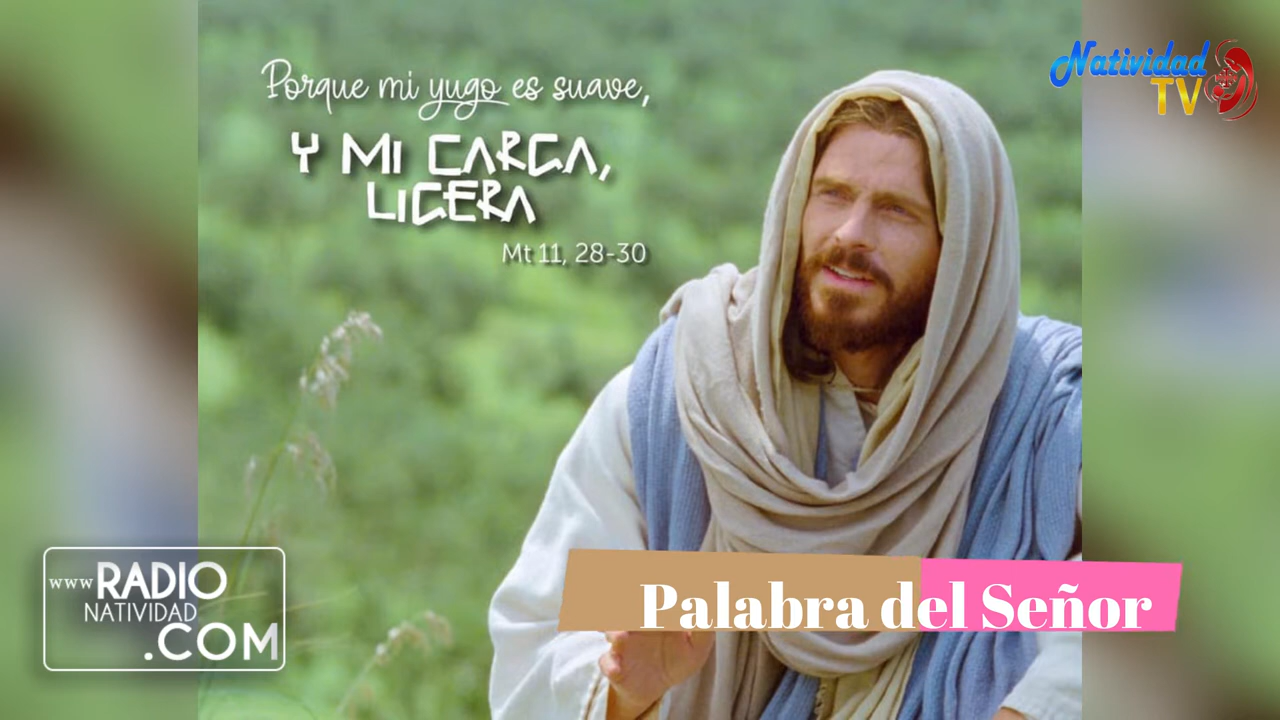 Porque mi yugo es suave,
Y MI CARGA,
LIGERA
Mt 11, 28-30
Natividad
TV
www RADIO
NATIVIDAD
.COM
Palabra del Señor